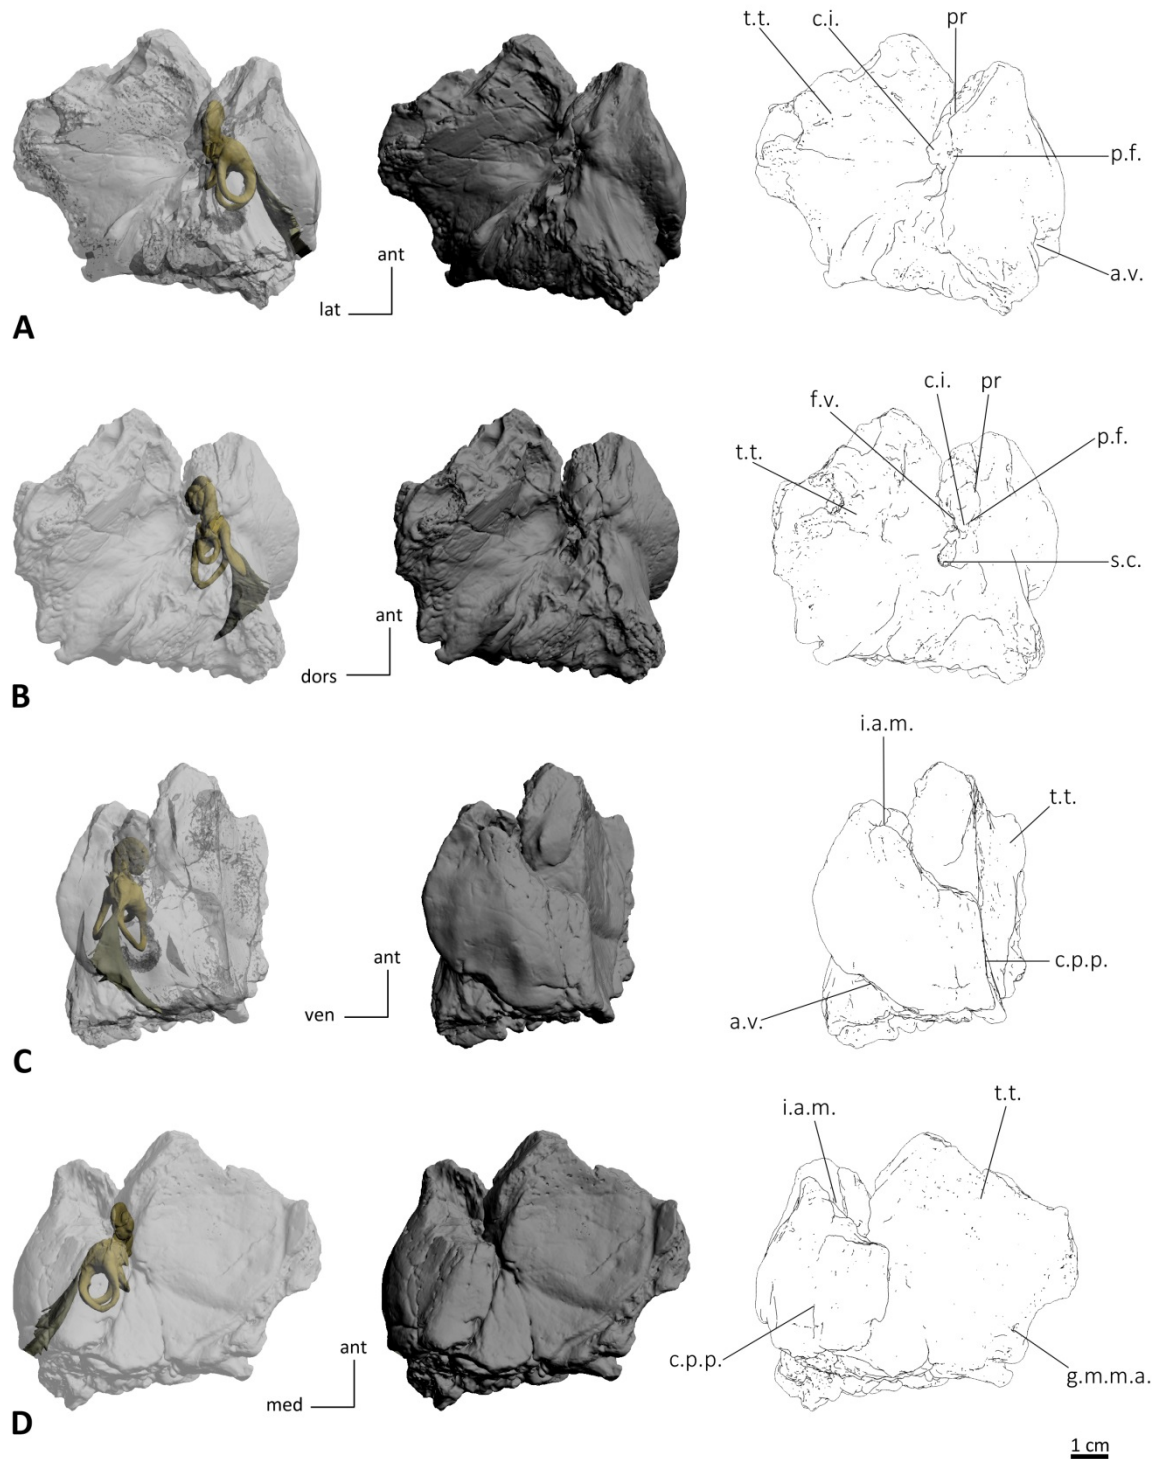 t.t.
c.i.
pr
p.f.
a.v.
ant
lat
A
c.i.
pr
f.v.
p.f.
t.t.
s.c.
ant
dors
B
i.a.m.
t.t.
c.p.p.
a.v.
ant
ven
C
t.t.
i.a.m.
c.p.p.
g.m.m.a.
ant
med
D
1 cm